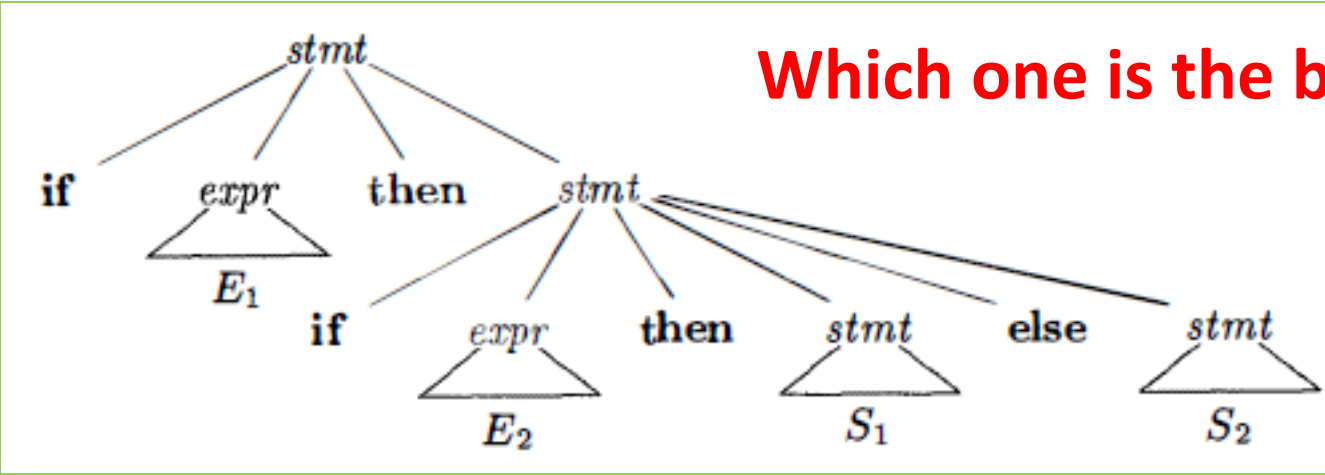 stmt
Which one is the b
if expr then stmt
E₁
if expr then stmt else stmt
E₂ S₁ S₂